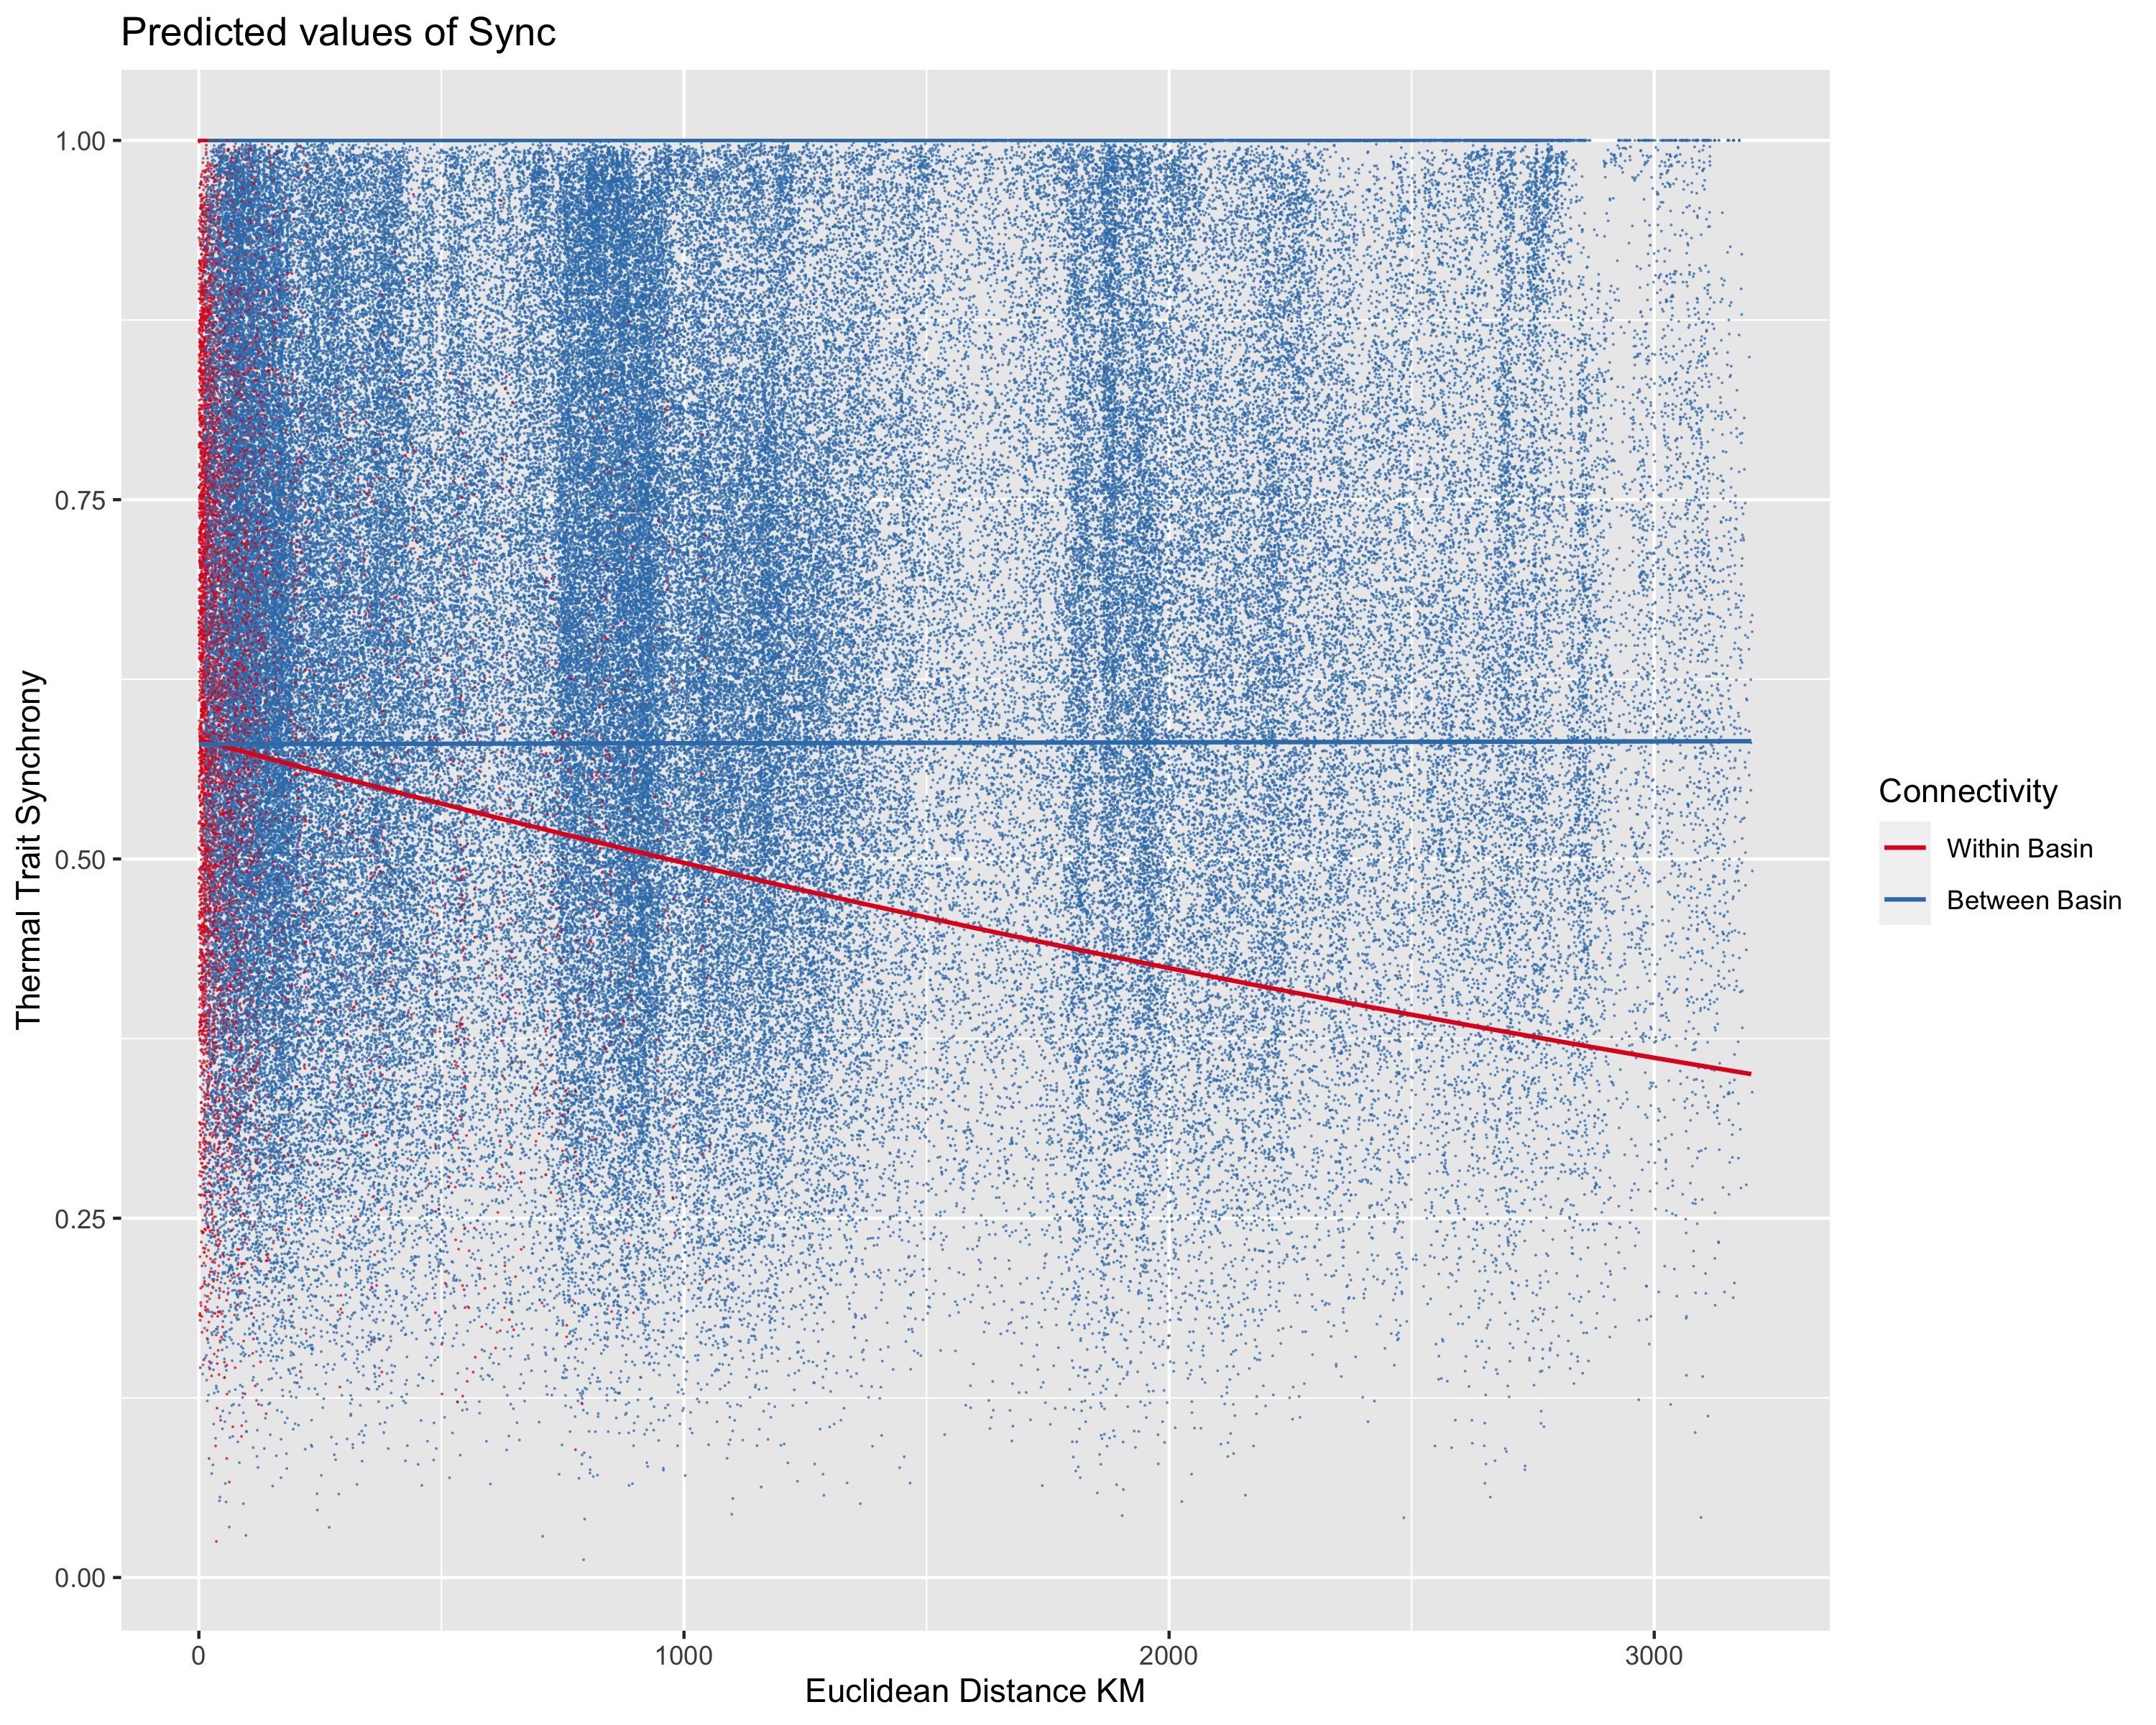 Predicted values of Sync
1.00
0.75
0.50
0.25
0.00
Thermal Trait Synchrony
0
1000
2000
3000
Euclidean Distance KM
Connectivity
Within Basin
Between Basin